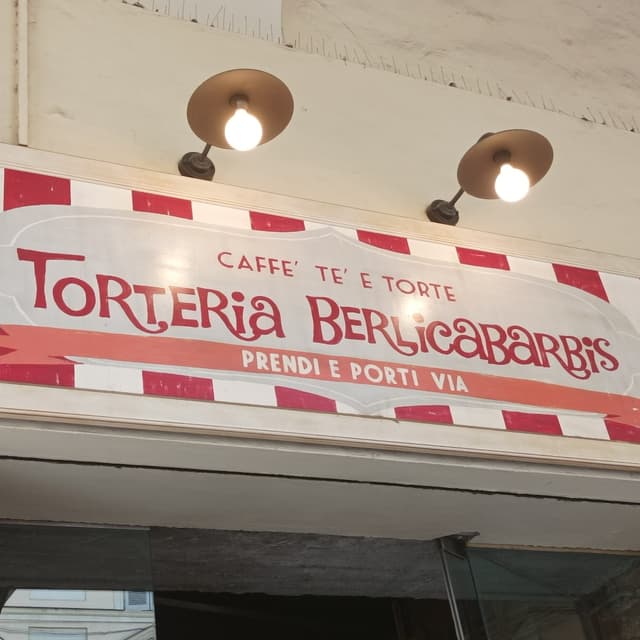 CAFFE' TE' E TORTE
TORTERIA BERLICABARBIS
PRENDI E PORTI VIA